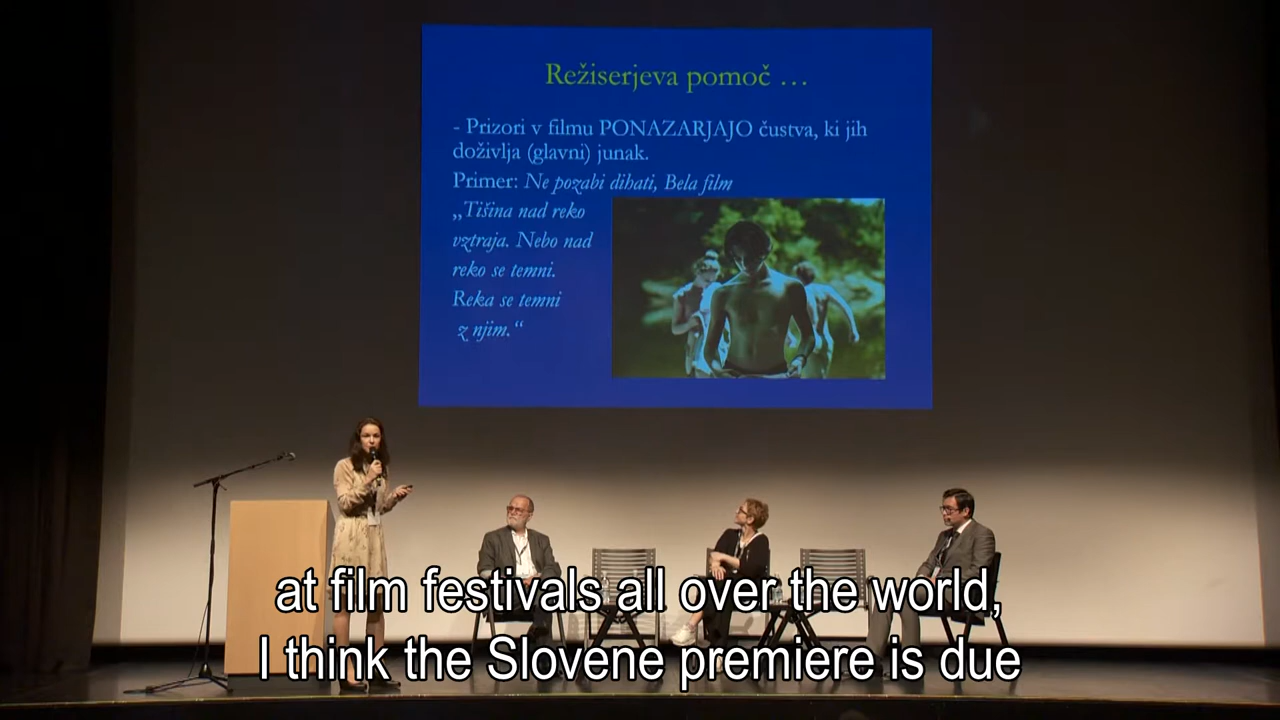 Režiserjeva pomoč …
- Prizori v filmu PONAZARJAJO čustva, ki jih
doživlja (glavni) junak.
Primer: Ne pozabi dihati, Bela film
„Tišina nad reko
vztraja. Nebo nad
reko se temni.
Reka se temni
z njim.“
at film festivals all over the world,
I think the Slovene premiere is due